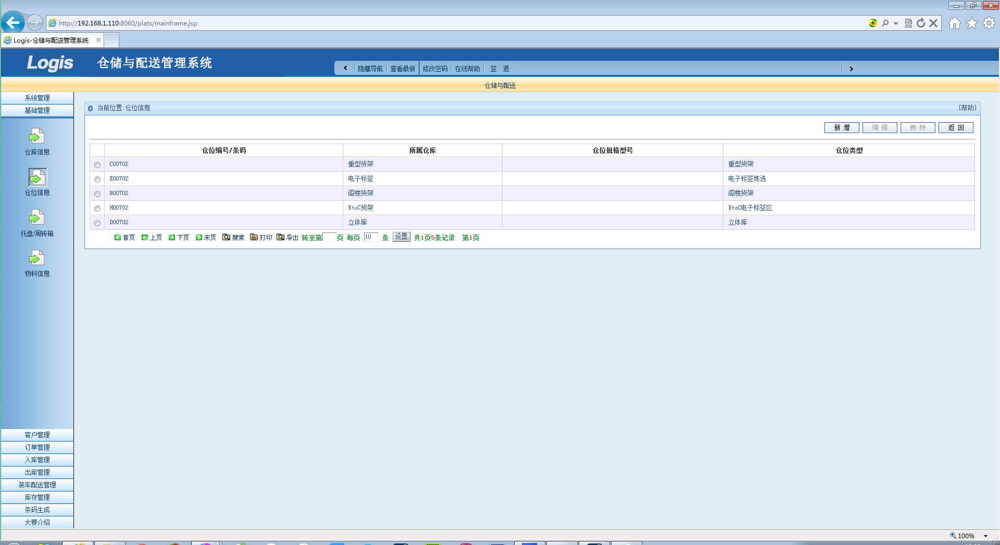 http://192.168.1.110:8060/plats/mainframe.jsp
Logis-仓储与配送管理系统
Logis 仓储与配送管理系统
隐藏导航 查看最新 修改密码 在线帮助 签 退
仓储与配送
系统管理
基础管理
仓库信息
仓位信息
托盘/周转箱
物料信息
客户管理
订单管理
入库管理
出库管理
装车配送管理
库存管理
条码生成
大赛介绍
当前位置:仓位信息 [帮助]
新 增 编 辑 删 除 返 回
仓位编号/条码 所属仓库 仓位规格型号 仓位类型
C00702 重型货架 重型货架
E00702 电子标签 电子标签拣选
B00702 阁楼货架 阁楼货架
H00702 BtoC货架 BtoC电子标签区
D00702 立体库 立体库
首页 上页 下页 末页 搜索 打印 导出 转至第 页 每页 10 条 设置 共1页5条记录 第1页
100%